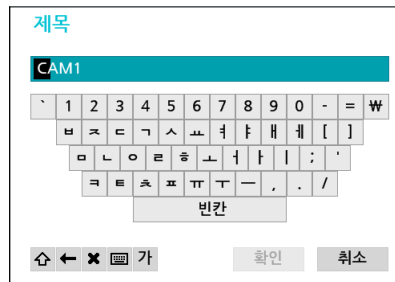 제목
CAM1
` 1 2 3 4 5 6 7 8 9 0 - = ₩
ㅂ ㅈ ㄷ ㄱ ㅅ ㅛ ㅕ ㅑ ㅐ ㅔ [ ]
ㅁ ㄴ ㅇ ㄹ ㅎ ㅗ ㅓ ㅏ ㅣ ; '
ㅋ ㅌ ㅊ ㅍ ㅠ ㅜ ㅡ , . /
빈칸
가 확인 취소